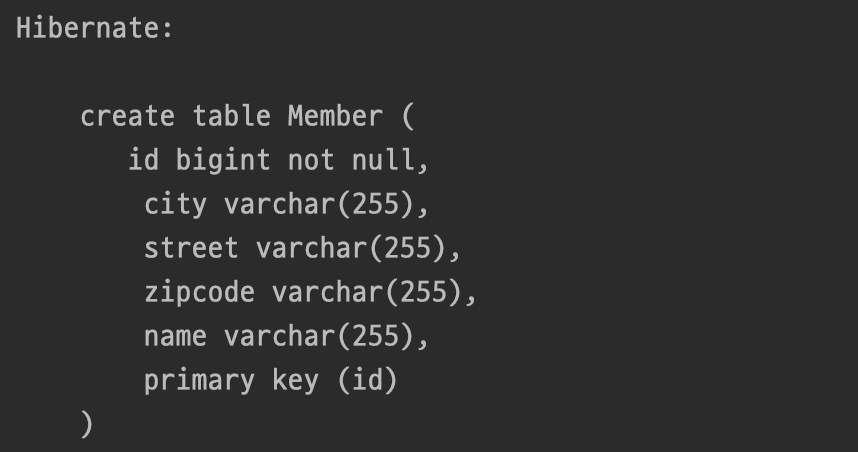 Hibernate:
create table Member (
id bigint not null,
city varchar(255),
street varchar(255),
zipcode varchar(255),
name varchar(255),
primary key (id)
)